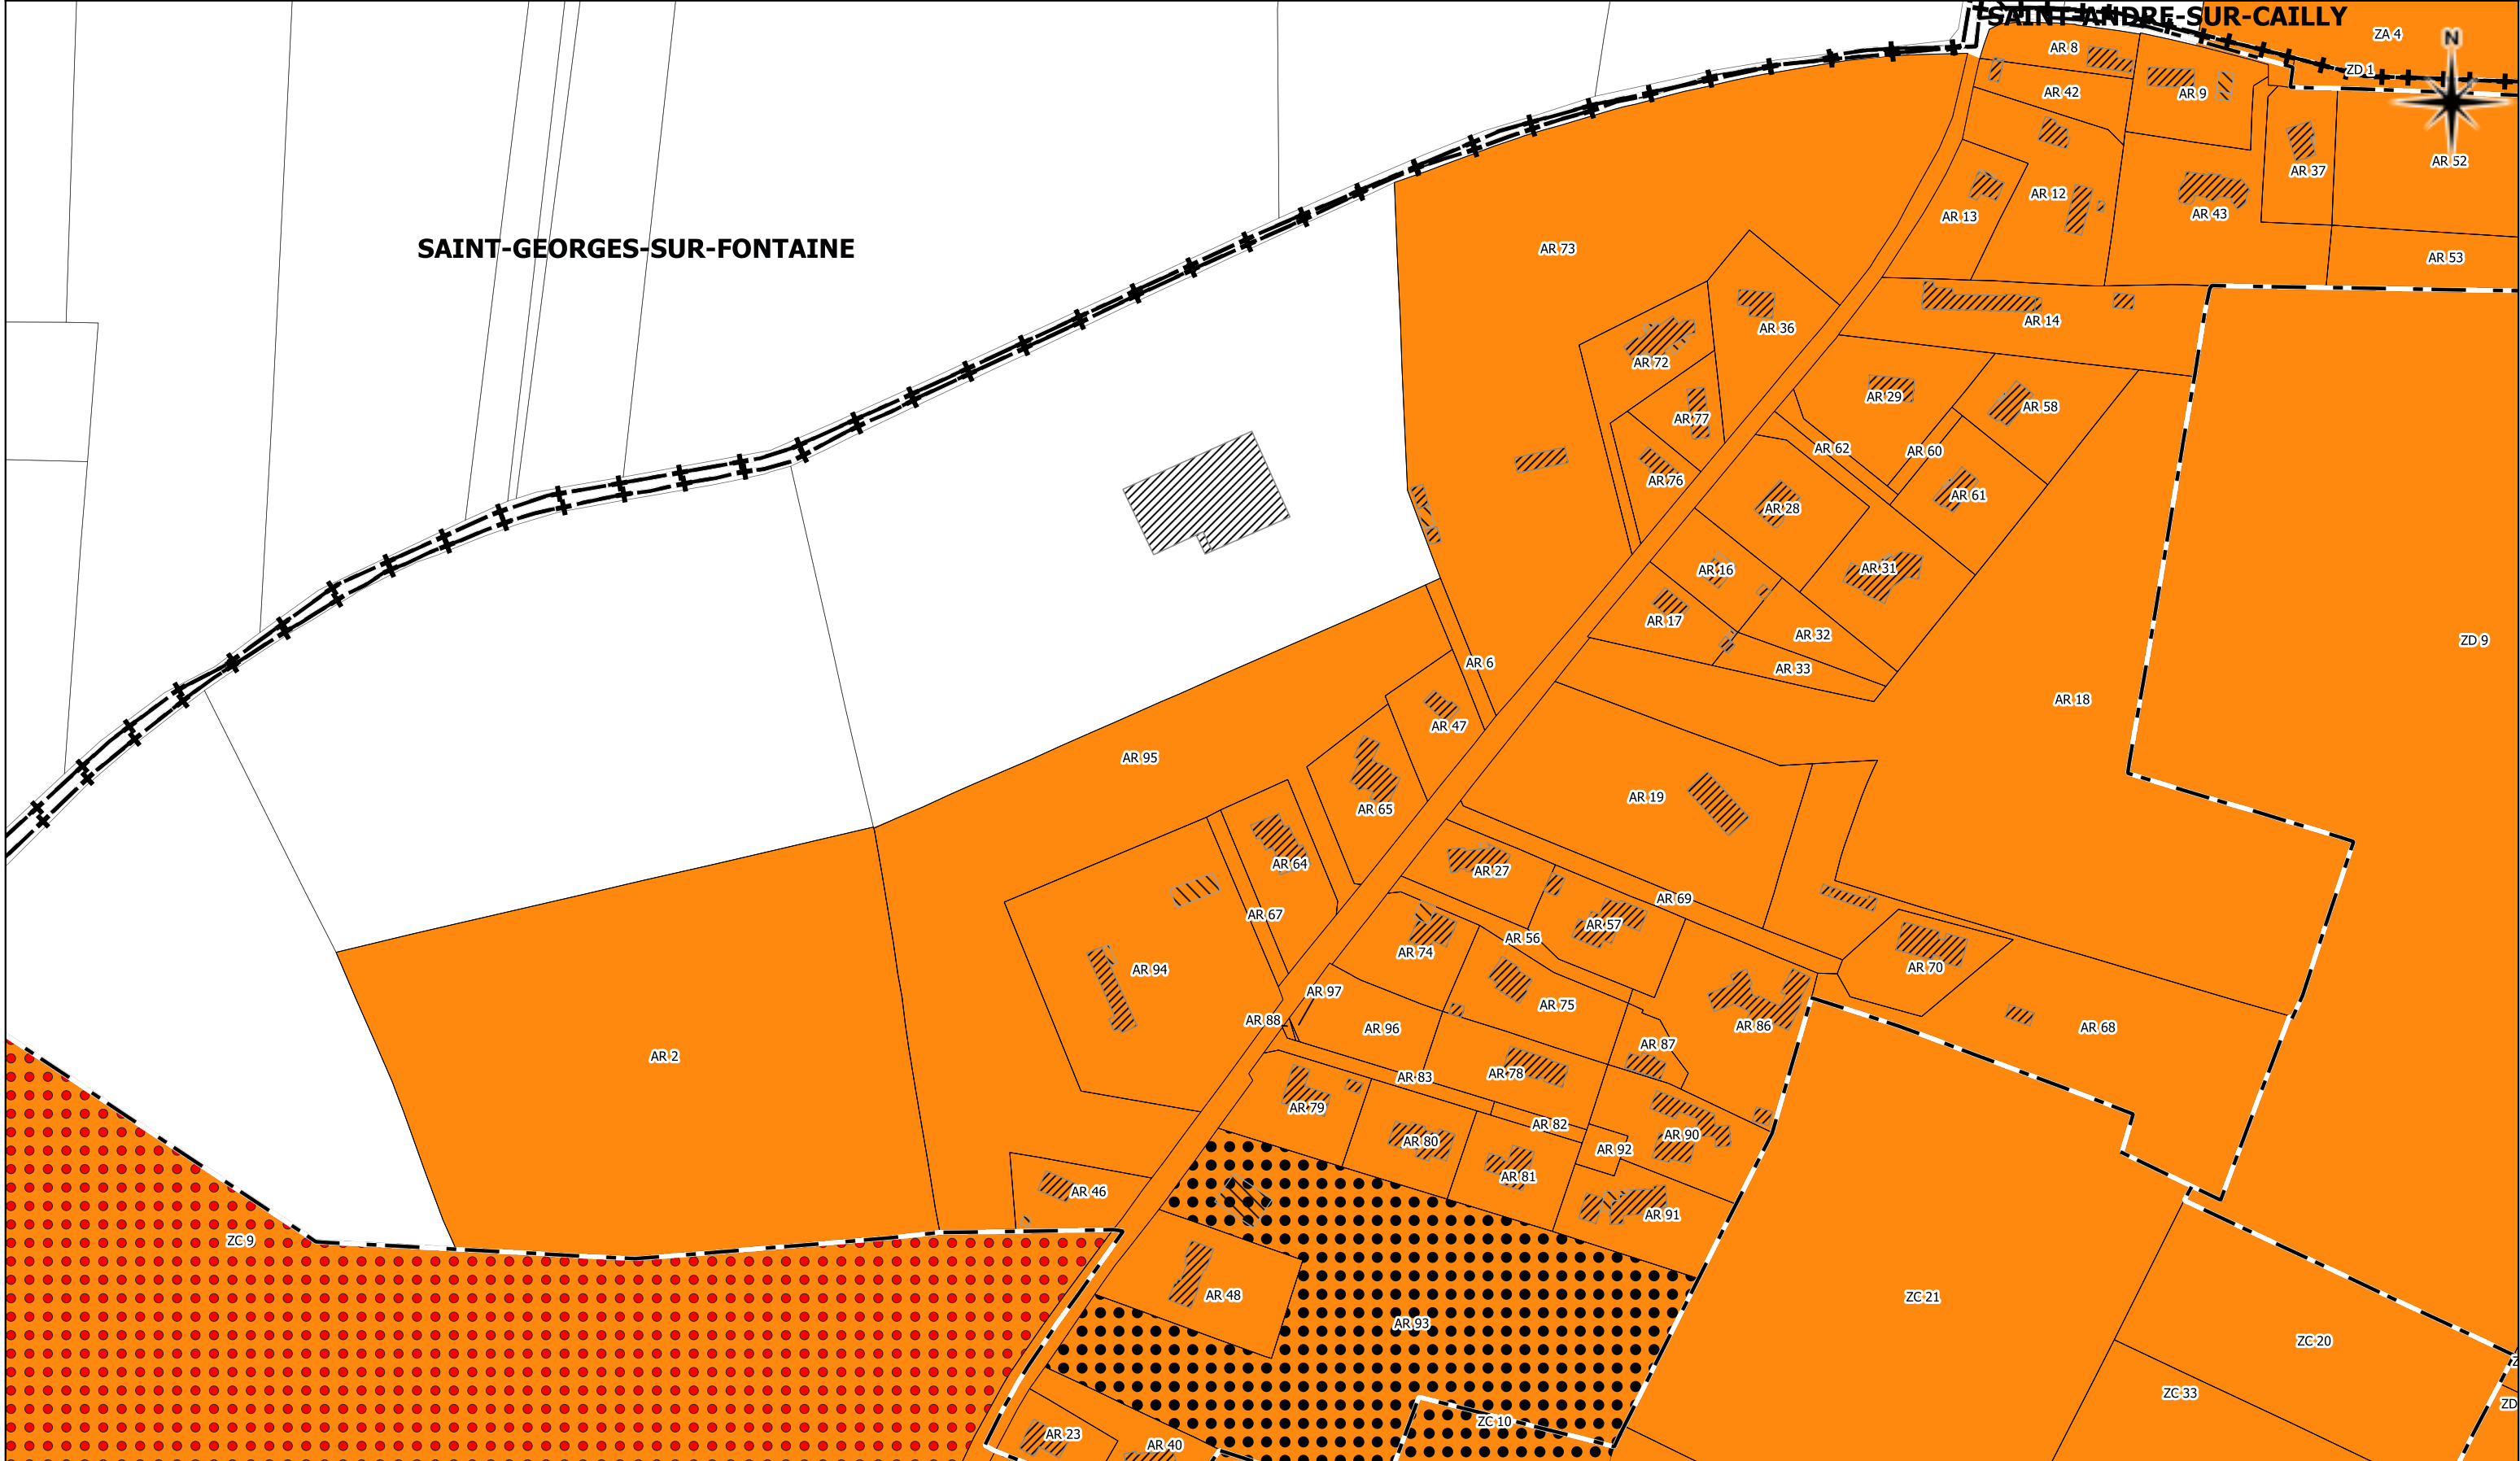 SAINT-ANDRE-SUR-CAILLY
ZA 4
N
AR 8
ZD 1
AR 42
AR 9
AR 52
AR 37
AR 12
AR 13
AR 43
SAINT-GEORGES-SUR-FONTAINE
AR 73
AR 53
AR 14
AR 36
AR 72
AR 29
AR 58
AR 77
AR 62
AR 60
AR 76
AR 61
AR 28
AR 16
AR 31
AR 17
AR 32
ZD 9
AR 6
AR 33
AR 18
AR 47
AR 95
AR 19
AR 65
AR 64
AR 27
AR 69
AR 67
AR 57
AR 56
AR 74
AR 70
AR 94
AR 97
AR 75
AR 88
AR 96
AR 86
AR 68
AR 87
AR 2
AR 83
AR 78
AR 79
AR 82
AR 90
AR 80
AR 92
AR 81
AR 46
AR 91
ZC 9
AR 48
ZC 21
AR 93
ZC 20
ZC 33
ZD
ZC 10
AR 23
AR 40